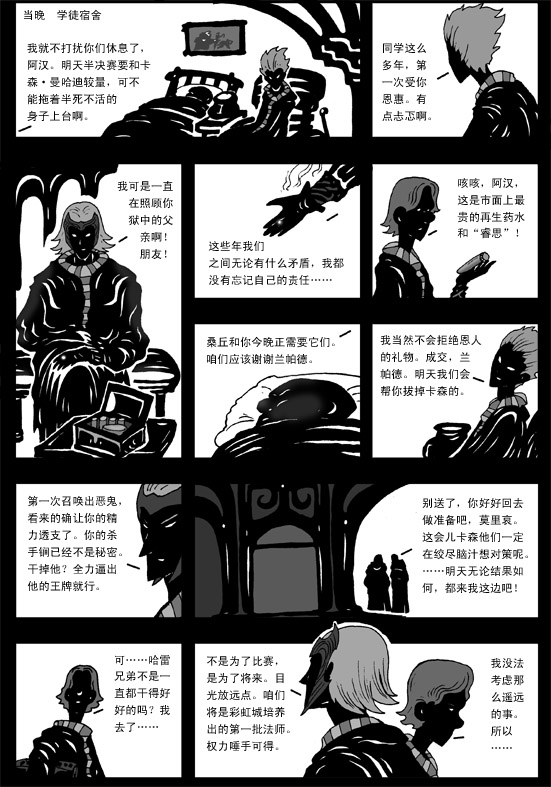 当晚　学徒宿舍
我就不打扰你们休息了，
阿汉。明天半决赛要和卡
森·曼哈迪较量，可不
能拖着半死不活的
身子上台啊。
同学这么
多年，第
一次受你
恩惠。有
点忐忑啊。
我可是一直
在照顾你
狱中的父
亲啊！
朋友！
这些年我们
之间无论有什么矛盾，我都
没有忘记自己的责任……
咳咳，阿汉，
这是市面上最
贵的再生药水
和“睿思”！
桑丘和你今晚正需要它们。
咱们应该谢谢兰帕德。
我当然不会拒绝恩人
的礼物。成交，兰
帕德。明天我们会
帮你拔掉卡森的。
第一次召唤出恶鬼，
看来的确让你的精
力透支了。你的杀
手锏已经不是秘密。
干掉他？全力逼出
他的王牌就行。
别送了，你好好回去
做准备吧，莫里哀。
这会儿卡森他们一定
在绞尽脑汁想对策呢。
……明天无论结果如
何，都来我这边吧！
可……哈雷
兄弟不是一
直都干得好
好的吗？我
去了……
不是为了比赛，
是为了将来。目
光放远点。咱们
将是彩虹城培养
出的第一批法师。
权力唾手可得。
我没法
考虑那
么遥远
的事。
所以
……